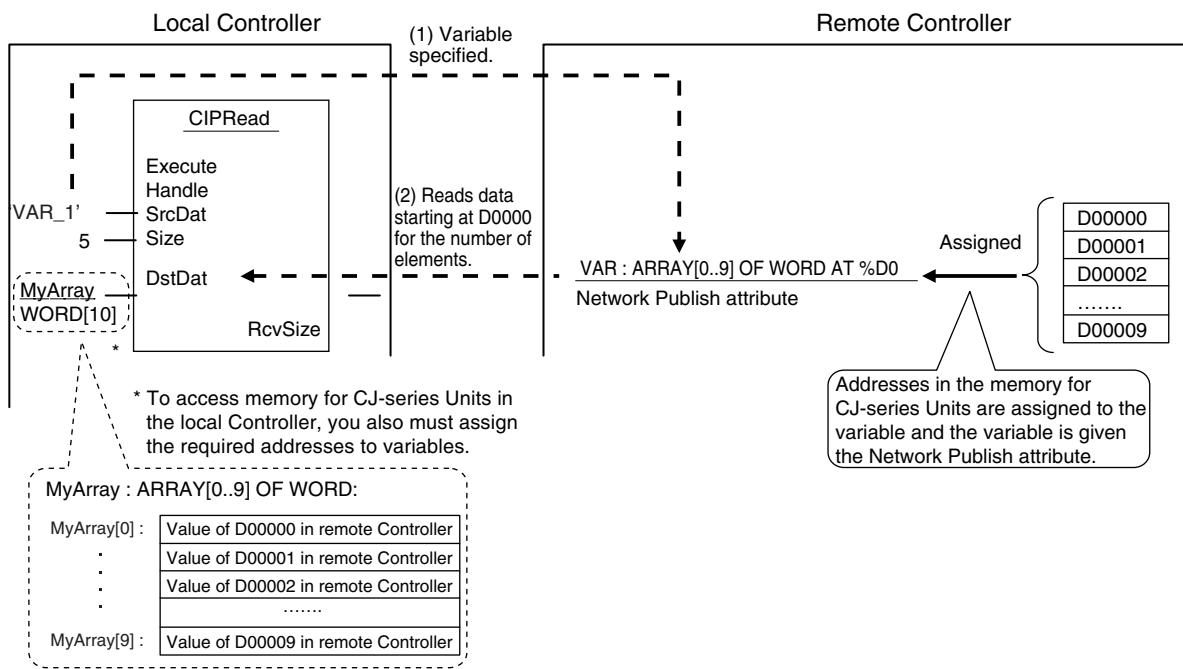 Local Controller
Remote Controller
(1) Variable
specified.
CIPRead
Execute
Handle
'VAR_1'
SrcDat
5
Size
DstDat
MyArray
WORD[10]
RcvSize
*
(2) Reads data
starting at D0000
for the number of
elements.
VAR : ARRAY[0..9] OF WORD AT %D0
Network Publish attribute
Assigned
D00000
D00001
D00002
.......
D00009
Addresses in the memory for
CJ-series Units are assigned to the
variable and the variable is given
the Network Publish attribute.
* To access memory for CJ-series Units in
the local Controller, you also must assign
the required addresses to variables.
MyArray : ARRAY[0..9] OF WORD:
MyArray[0] : Value of D00000 in remote Controller
Value of D00001 in remote Controller
Value of D00002 in remote Controller
.......
MyArray[9] : Value of D00009 in remote Controller